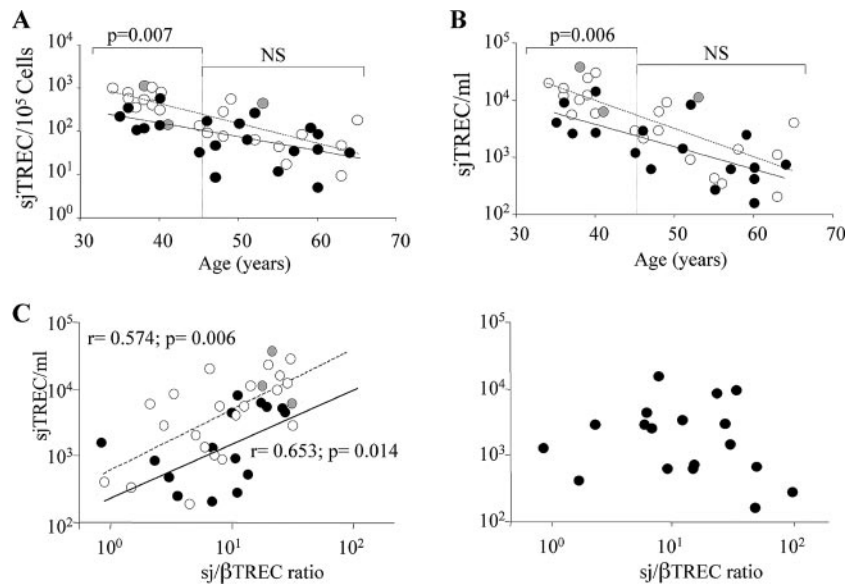 A
p=0.007
NS
sjTREC/10⁵ Cells
10⁴
10³
10²
10¹
10⁰
30 40 50 60 70
Age (years)
B
p=0.006
NS
sjTREC/ml
10⁵
10⁴
10³
10²
30 40 50 60 70
Age (years)
C
r= 0.574; p= 0.006
r= 0.653; p= 0.014
sjTREC/ml
10⁵
10⁴
10³
10²
10⁰ 10¹ 10²
sj/βTREC ratio
10⁵
10⁴
10³
10²
10⁰ 10¹ 10²
sj/βTREC ratio